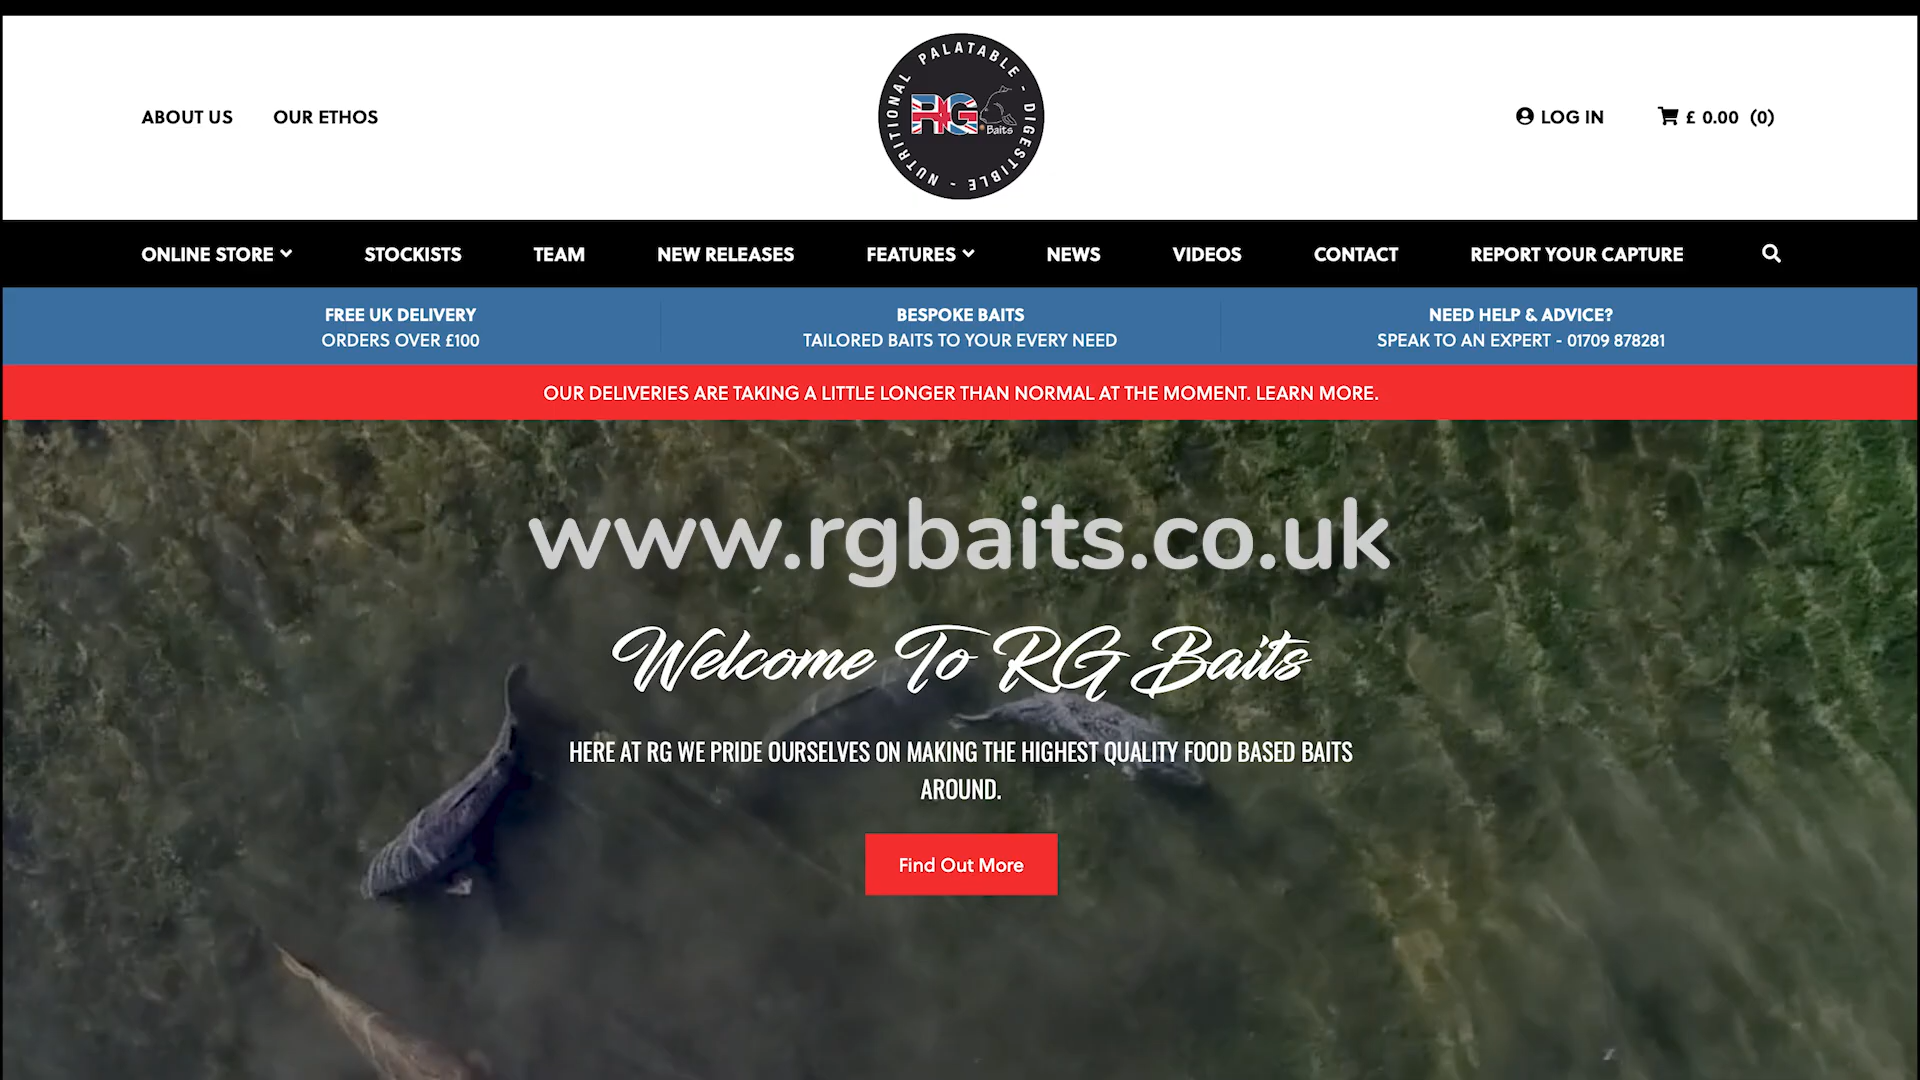 ABOUT US
OUR ETHOS
NUTRITIONAL - PALATABLE - DIGESTIBLE -
RG Baits
LOG IN
£ 0.00 (0)
ONLINE STORE
STOCKISTS
TEAM
NEW RELEASES
FEATURES
NEWS
VIDEOS
CONTACT
REPORT YOUR CAPTURE
FREE UK DELIVERY
ORDERS OVER £100
BESPOKE BAITS
TAILORED BAITS TO YOUR EVERY NEED
NEED HELP & ADVICE?
SPEAK TO AN EXPERT - 01709 878281
OUR DELIVERIES ARE TAKING A LITTLE LONGER THAN NORMAL AT THE MOMENT. LEARN MORE.
www.rgbaits.co.uk
Welcome To RG Baits
HERE AT RG WE PRIDE OURSELVES ON MAKING THE HIGHEST QUALITY FOOD BASED BAITS
AROUND.
Find Out More